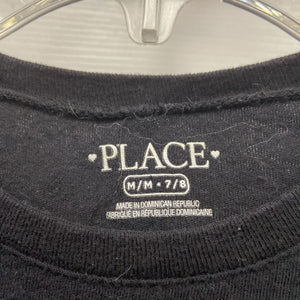 ♥PLACE♥
M/M • 7/8
MADE IN DOMINICAN REPUBLIC
FABRIQUÉ EN RÉPUBLIQUE DOMINICAINE